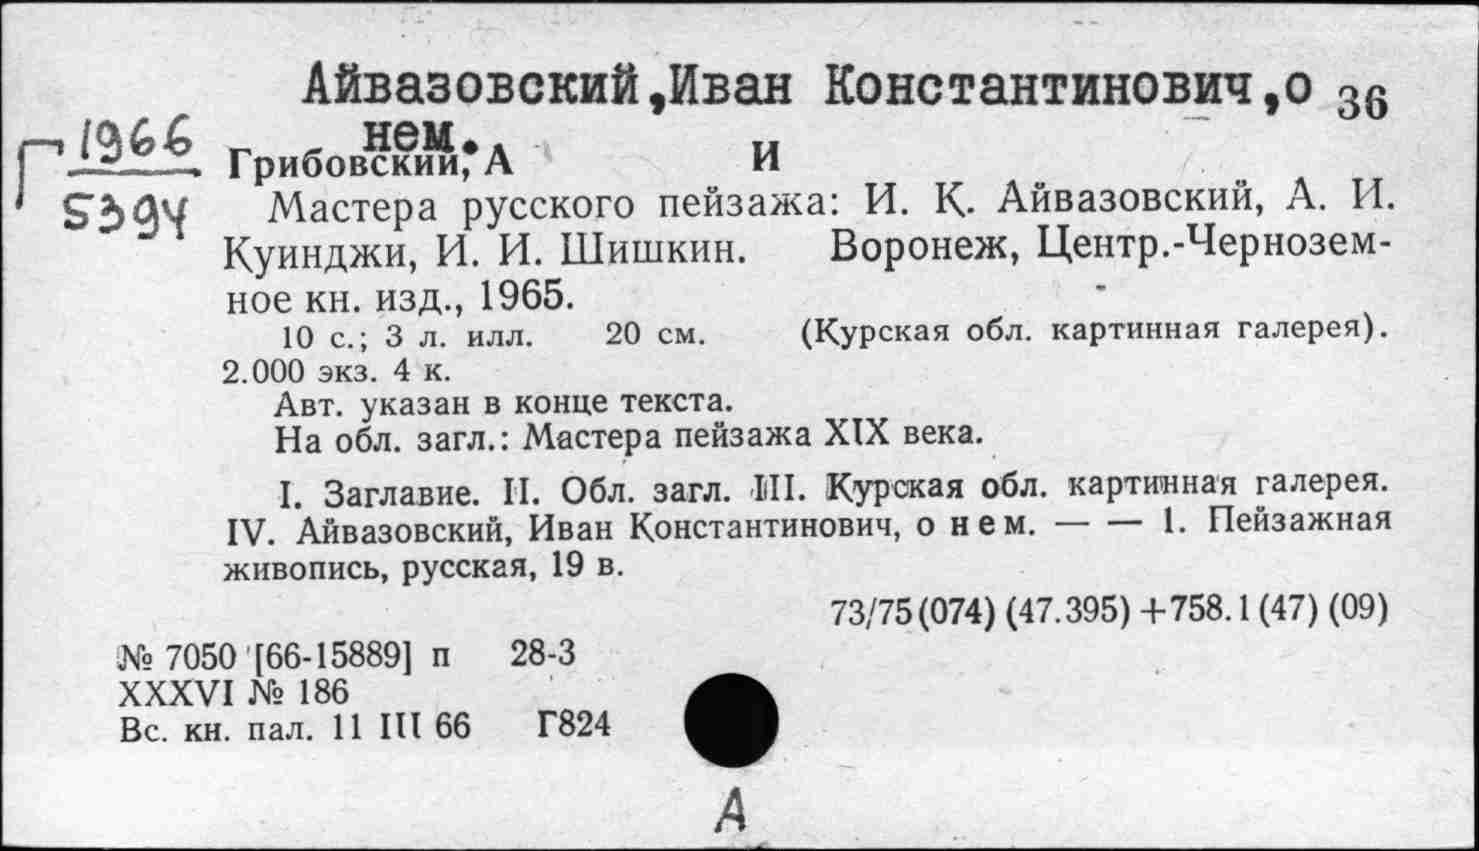 Айвазовский,Иван Константинович,о 36
нем.
Г 1966
5394
Грибовский, А И
Мастера русского пейзажа: И. К. Айвазовский, А. И.
Куинджи, И. И. Шишкин. Воронеж, Центр.-Чернозем-
ное кн. изд., 1965.
10 с.; 3 л. илл. 20 см. (Курская обл. картинная галерея).
2.000 экз. 4 к.
Авт. указан в конце текста.
На обл. загл.: Мастера пейзажа XIX века.
I. Заглавие. II. Обл. загл. III. Курская обл. картинная галерея.
IV. Айвазовский, Иван Константинович, о нем. — — 1. Пейзажная
живопись, русская, 19 в.
73/75(074) (47.395) +758.1 (47) (09)
№ 7050 [66-15889] п 28-3
XXXVI № 186
Вс. кн. пал. 11 III 66 Г824
А